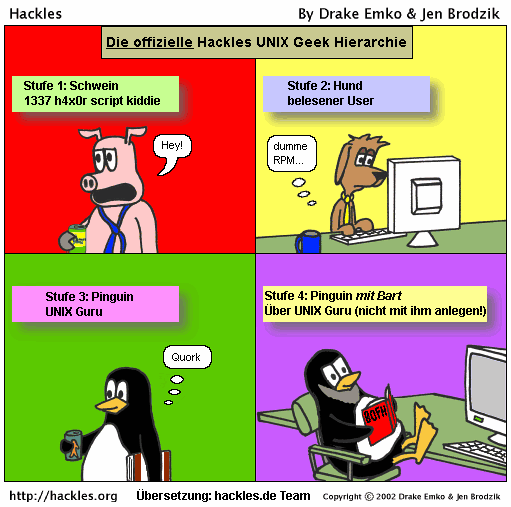 Hackles
By Drake Emko & Jen Brodzik
Die offizielle Hackles UNIX Geek Hierarchie
Stufe 1: Schwein
1337 h4x0r script kiddie
Hey!
Stufe 2: Hund
belesener User
dumme
RPM...
Stufe 3: Pinguin
UNIX Guru
Quork
Stufe 4: Pinguin mit Bart
Über UNIX Guru (nicht mit ihm anlegen!)
BOFH
http://hackles.org
Übersetzung: hackles.de Team
Copyright © 2002 Drake Emko & Jen Brodzik